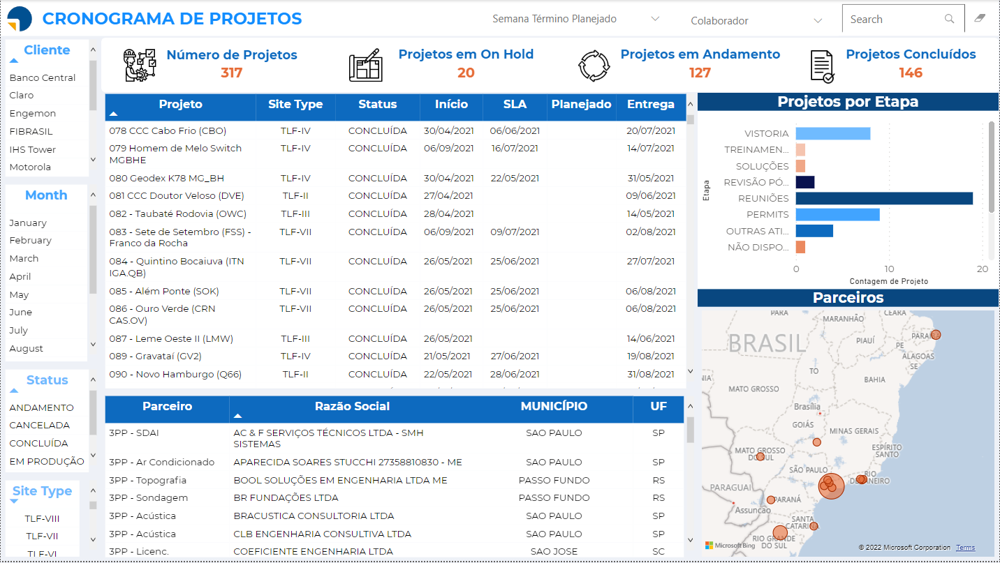 CRONOGRAMA DE PROJETOS
Semana Término Planejado
Colaborador
Search
Cliente
Banco Central
Claro
Engemon
FIBRASIL
IHS Tower
Motorola
Month
January
February
March
April
May
June
July
August
Status
ANDAMENTO
CANCELADA
CONCLUÍDA
EM PRODUÇÃO
Site Type
TLF-VIII
TLF-VII
TLF-VI
Número de Projetos
317
Projetos em On Hold
20
Projetos em Andamento
127
Projetos Concluídos
146
Projeto Site Type Status Início SLA Planejado Entrega
078 CCC Cabo Frio (CBO) TLF-IV CONCLUÍDA 30/04/2021 06/06/2021 20/07/2021
079 Homem de Melo Switch TLF-IV CONCLUÍDA 06/09/2021 16/07/2021 14/07/2021
MGBHE
080 Geodex K78 MG_BH TLF-IV CONCLUÍDA 30/04/2021 22/05/2021 31/05/2021
081 CCC Doutor Veloso (DVE) TLF-II CONCLUÍDA 27/04/2021 09/06/2021
082 - Taubaté Rodovia (OWC) TLF-III CONCLUÍDA 28/04/2021 14/05/2021
083 - Sete de Setembro (FSS) - TLF-VII CONCLUÍDA 06/09/2021 09/07/2021 02/08/2021
Franco da Rocha
084 - Quintino Bocaiuva (ITN TLF-VII CONCLUÍDA 26/05/2021 25/06/2021 27/07/2021
IGA.QB)
085 - Além Ponte (SOK) TLF-VII CONCLUÍDA 26/05/2021 25/06/2021 06/08/2021
086 - Ouro Verde (CRN TLF-VII CONCLUÍDA 26/05/2021 25/06/2021 06/08/2021
CAS.OV)
087 - Leme Oeste II (LMW) TLF-III CONCLUÍDA 26/05/2021 14/06/2021
089 - Gravataí (GV2) TLF-IV CONCLUÍDA 21/05/2021 27/06/2021 19/08/2021
090 - Novo Hamburgo (Q66) TLF-II CONCLUÍDA 22/05/2021 28/06/2021 31/08/2021
Parceiro Razão Social MUNICÍPIO UF
3PP - SDAI AC & F SERVIÇOS TÉCNICOS LTDA - SMH SAO PAULO SP
SISTEMAS
3PP - Ar Condicionado APARECIDA SOARES STUCCHI 27358810830 - ME SAO PAULO SP
3PP - Topografia BOOL SOLUÇÕES EM ENGENHARIA LTDA ME PASSO FUNDO RS
3PP - Sondagem BR FUNDAÇÕES LTDA PASSO FUNDO RS
3PP - Acústica BRACUSTICA CONSULTORIA LTDA SAO PAULO SP
3PP - Acústica CLB ENGENHARIA CONSULTIVA LTDA SAO PAULO SP
3PP - Licenc. COEFICIENTE ENGENHARIA LTDA SAO JOSE SC
Projetos por Etapa
Etapa
VISTORIA
TREINAMEN...
SOLUÇÕES
REVISÃO PÓ...
REUNIÕES
PERMITS
OUTRAS ATI...
NÃO DISPO...
0 10 20
Contagem de Projeto
Parceiros
PARÁ
MARANHÃO
CEARÁ
BRASIL
PIAUÍ
PARAÍB
PE
ALAGOAS
SE
TO
BAHIA
MATO GROSSO
Brasília
GOIÁS
MINAS GERAIS
ESPÍRITO
SANTO
MATO GROSSO
DO SUL
SÃO PAULO
RIO
DE JANEIRO
PARAGUAI
PARANÁ
Assuncão
SANTA
CATARINA
RIO GRANDE
DO SUL
Microsoft Bing
© 2022 Microsoft Corporation Terms